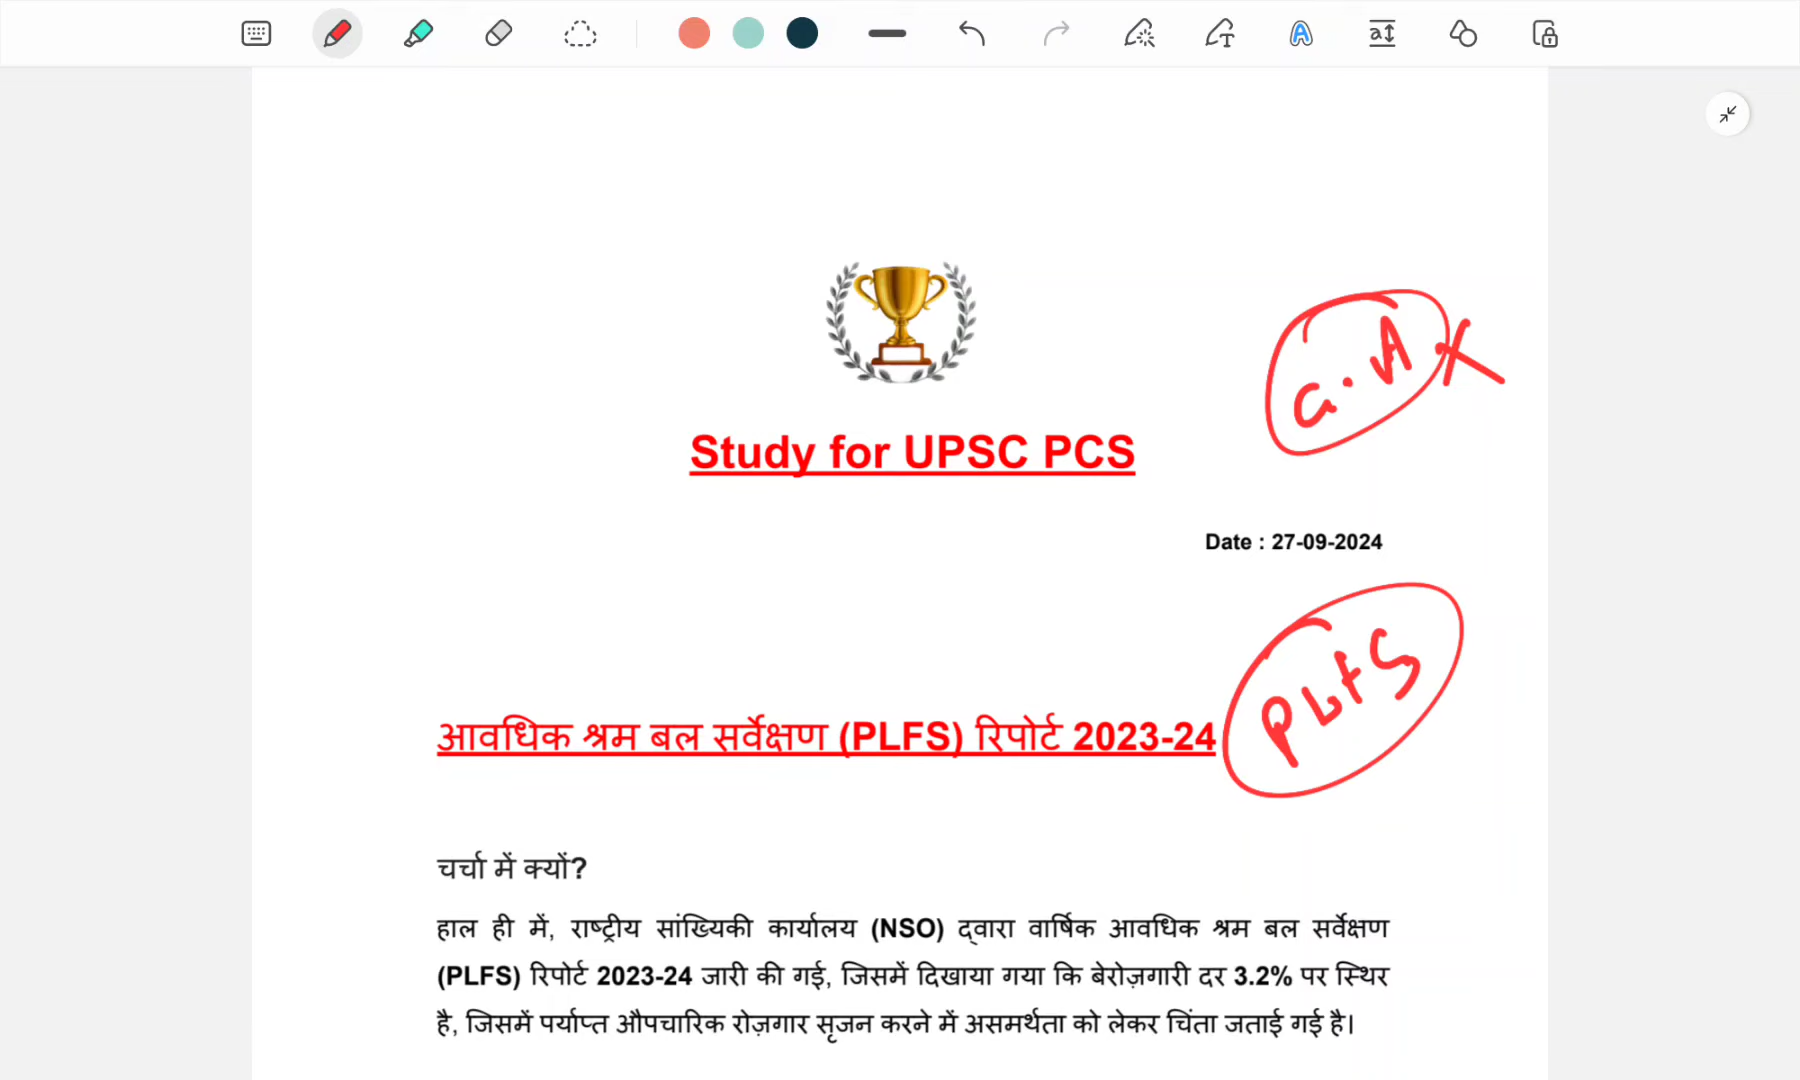 G.A
Study for UPSC PCS
Date : 27-09-2024
आवधिक श्रम बल सर्वेक्षण (PLFS) रिपोर्ट 2023-24
PLFS
चर्चा में क्यों?
हाल ही में, राष्ट्रीय सांख्यिकी कार्यालय (NSO) द्वारा वार्षिक आवधिक श्रम बल सर्वेक्षण
(PLFS) रिपोर्ट 2023-24 जारी की गई, जिसमें दिखाया गया कि बेरोज़गारी दर 3.2% पर स्थिर
है, जिसमें पर्याप्त औपचारिक रोज़गार सृजन करने में असमर्थता को लेकर चिंता जताई गई है।